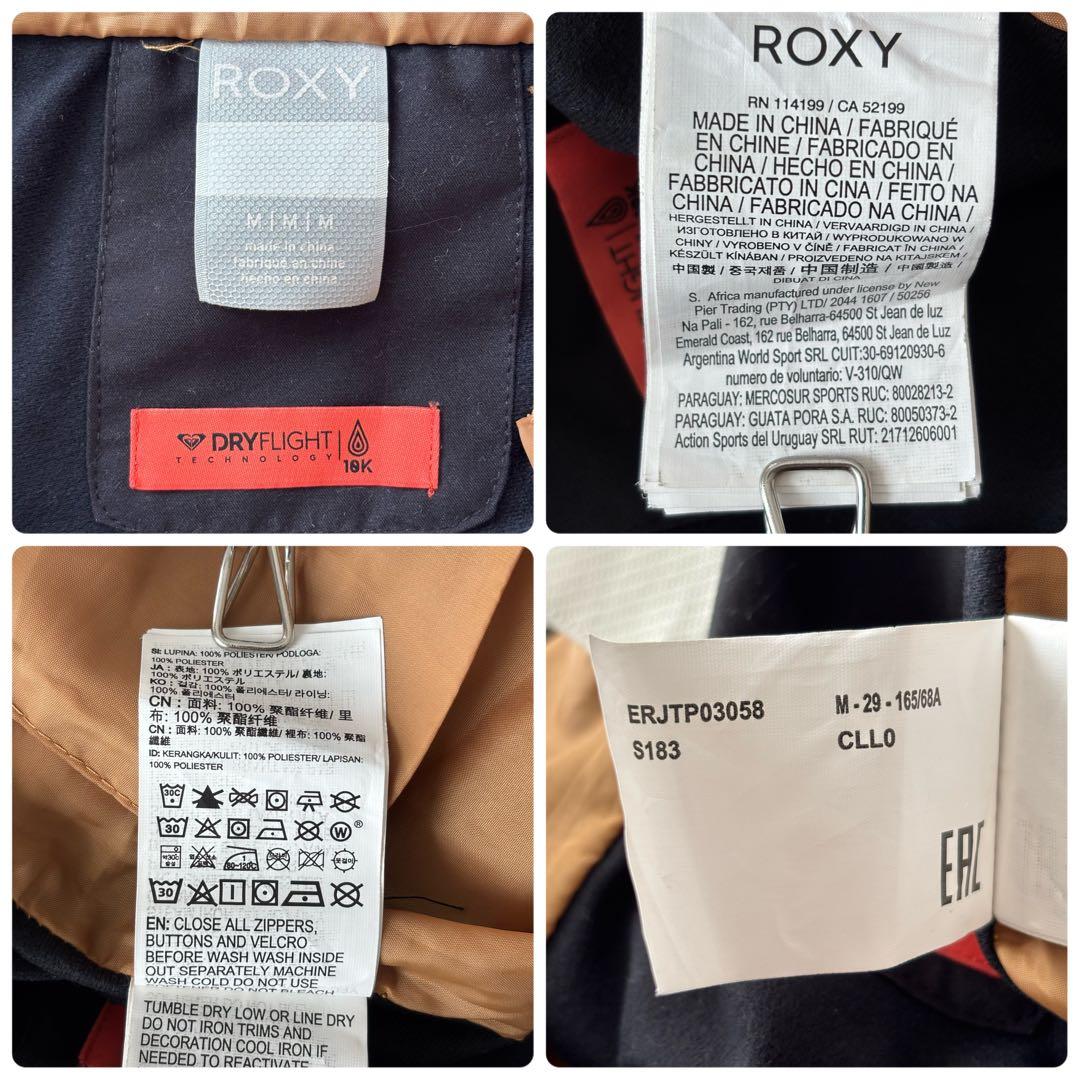 ROXY
M|M|M
made in china
fabriqué en chine
hecho en china
DRYFLIGHT
TECHNOLOGY
10K
ROXY
RN 114199 / CA 52199
MADE IN CHINA / FABRIQUÉ
EN CHINE / FABRICADO EN
CHINA / HECHO EN CHINA /
FABBRICATO IN CINA / FEITO NA
CHINA / FABRICADO NA CHINA /
HERGESTELLT IN CHINA / VERVAARDIGD IN CHINA /
ИЗГОТОВЛЕНО В КИТАЙ / WYPRODUKOWANO W
CHINY / VYROBENO V ČÍNĚ / FABRICAT ÎN CHINA /
KÉSZÜLT KÍNÁBAN / PROIZVEDENO NA KITAJSKEM /
中国製 / 중국제품 / 中国制造 / 中國製造 /
DIBUAT DI CINA
S. Africa manufactured under license by New
Pier Trading (PTY) LTD/ 2044 1607 / 50256
Na Pali - 162, rue Belharra-64500 St Jean de luz
Emerald Coast, 162 rue Belharra, 64500 St Jean de Luz
Argentina World Sport SRL CUIT:30-69120930-6
numero de voluntario: V-310/QW
PARAGUAY: MERCOSUR SPORTS RUC: 80028213-2
PARAGUAY: GUATA PORA S.A. RUC: 80050373-2
Action Sports del Uruguay SRL RUT: 21712606001
SI: LUPINA: 100% POLIESTER/ PODLOGA:
100% POLIESTER
JA : 表地: 100% ポリエステル/ 裏地:
100% ポリエステル
KO : 겉감: 100% 폴리에스터/ 라이닝:
100% 폴리에스터
CN : 面料: 100% 聚酯纤维/ 里
布: 100% 聚酯纤维
CN : 面料: 100% 聚酯纖維/ 裡布: 100% 聚酯
纖維
ID: KERANGKA/KULIT: 100% POLIESTER/ LAPISAN:
100% POLIESTER
30C
30 W®
약30℃ 중성 80-120℃
30
EN: CLOSE ALL ZIPPERS,
BUTTONS AND VELCRO
BEFORE WASH WASH INSIDE
OUT SEPARATELY MACHINE
WASH COLD DO NOT USE
TUMBLE DRY LOW OR LINE DRY
DO NOT IRON TRIMS AND
DECORATION COOL IRON IF
NEEDED TO REACTIVATE
ERJTP03058 M - 29 - 165/68A
S183 CLL0
EAC